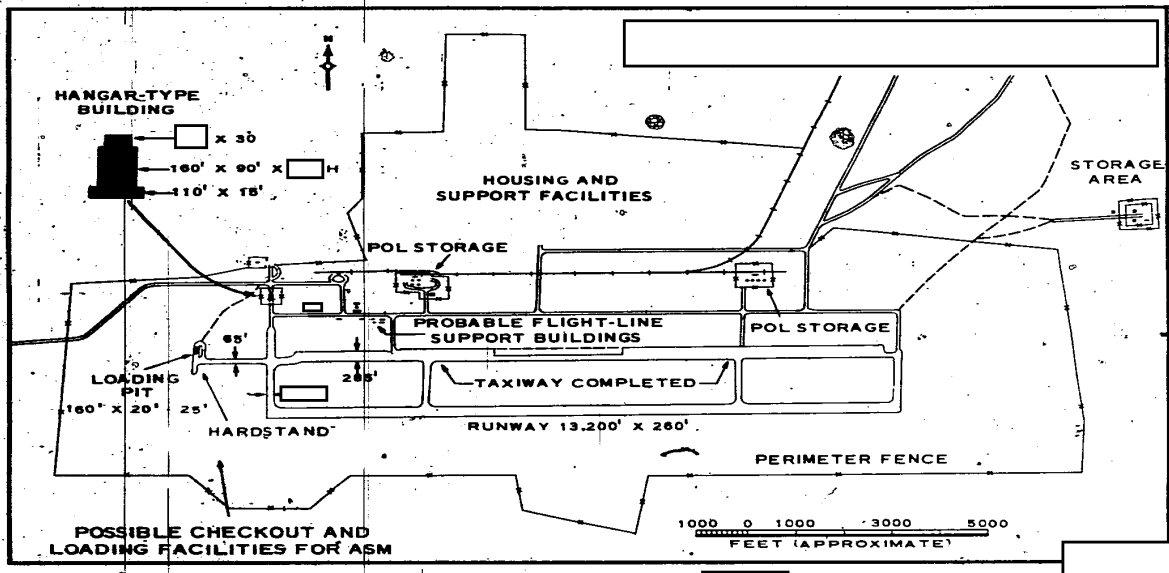 N
HANGAR-TYPE
BUILDING
X 30'
160' X 90' X H
110' X 15'
HOUSING AND
SUPPORT FACILITIES
STORAGE
AREA
POL STORAGE
PROBABLE FLIGHT-LINE
SUPPORT BUILDINGS
POL STORAGE
65'
LOADING
PIT
160' X 20' 25'
TAXIWAY COMPLETED
HARDSTAND
RUNWAY 13,200' X 260'
PERIMETER FENCE
POSSIBLE CHECKOUT AND
LOADING FACILITIES FOR ASM
1000 0 1000 3000 5000
FEET (APPROXIMATE)